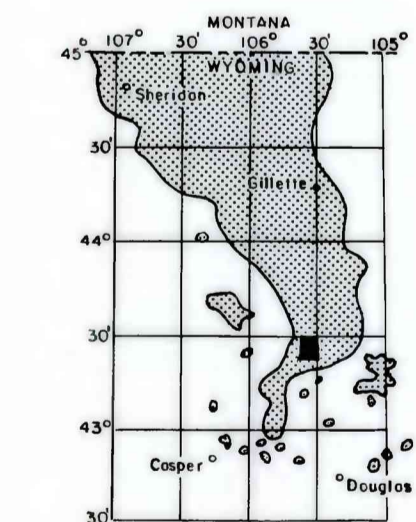 MONTANA
45° 107° 30' 106° 30' 105°
WYOMING
Sheridan
30'
Gillette
44°
30'
43°
Casper
Douglas
30'